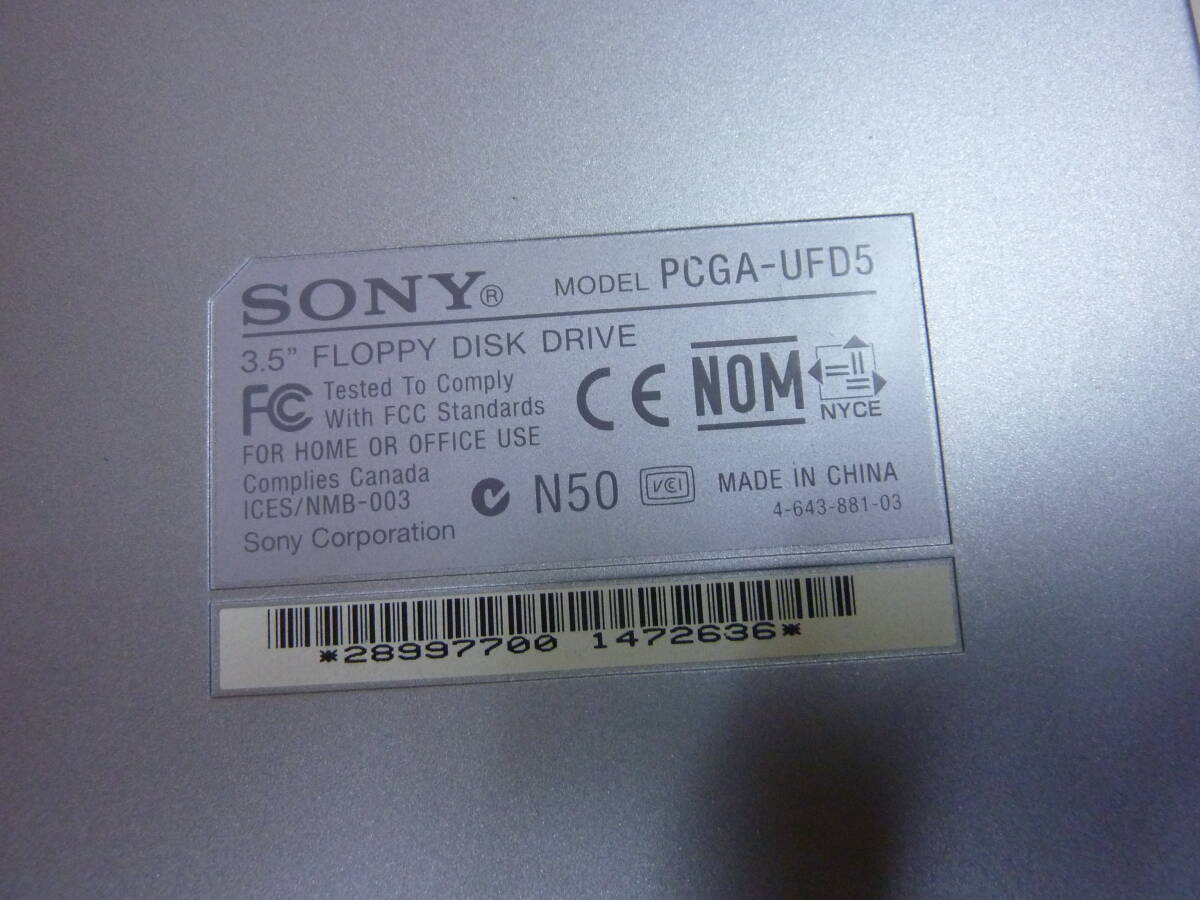 SONY® MODEL PCGA-UFD5
3.5" FLOPPY DISK DRIVE
FC Tested To Comply
With FCC Standards
CE NOM NYCE
FOR HOME OR OFFICE USE
Complies Canada
ICES/NMB-003
N50 VCI MADE IN CHINA
4-643-881-03
Sony Corporation
*28997700 1472636*